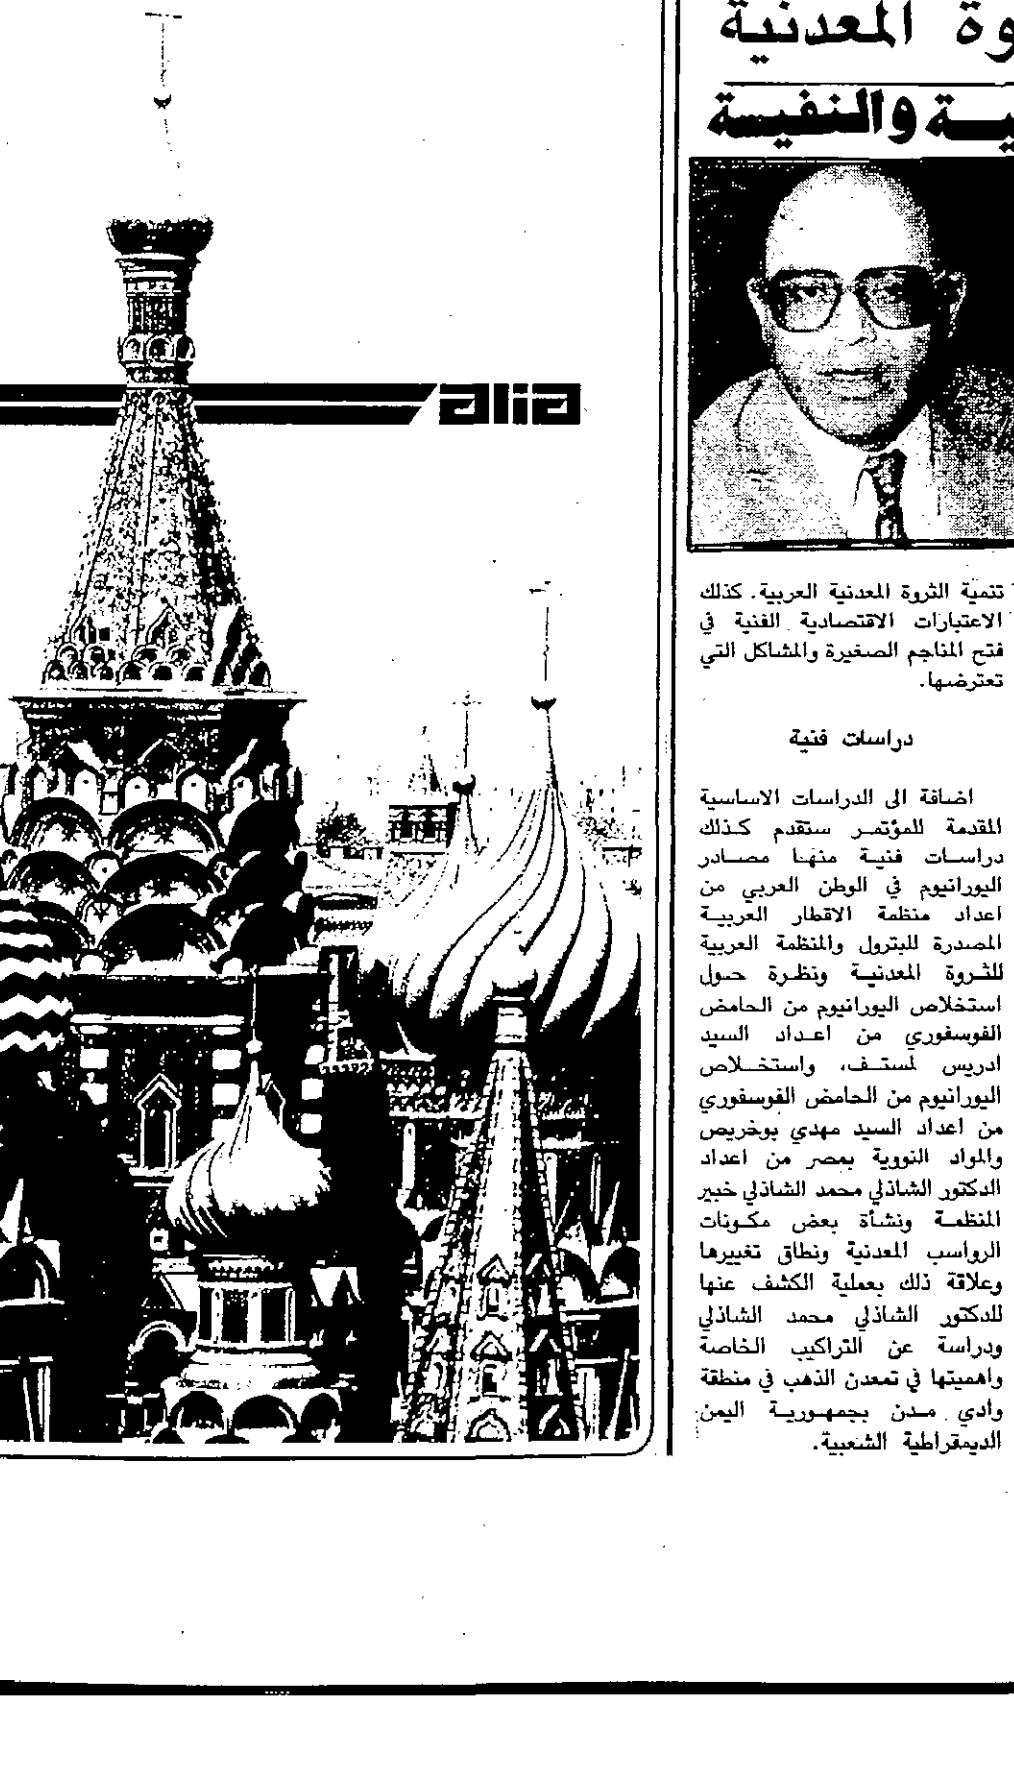 وة المعدنية
ية والنفيسة
alia
تنمية الثروة المعدنية العربية. كذلك
الاعتبارات الاقتصادية الفنية في
فتح المناجم الصغيرة والمشاكل التي
تعترضها.
دراسات فنية
اضافة الى الدراسات الاساسية
المقدمة للمؤتمر ستقدم كذلك
دراسات فنية منها مصادر
اليورانيوم في الوطن العربي من
اعداد منظمة الاقطار العربية
المصدرة للبترول والمنظمة العربية
للثروة المعدنية ونظرة حول
استخلاص اليورانيوم من الحامض
الفوسفوري من اعداد السيد
ادريس لمستف، واستخلاص
اليورانيوم من الحامض الفوسفوري
من اعداد السيد مهدي بوخريص
والمواد النووية بمصر من اعداد
الدكتور الشاذلي محمد الشاذلي خبير
المنظمة ونشأة بعض مكونات
الرواسب المعدنية ونطاق تغييرها
وعلاقة ذلك بعملية الكشف عنها
للدكتور الشاذلي محمد الشاذلي
ودراسة عن التراكيب الخاصة
واهميتها في تمعدن الذهب في منطقة
وادي مدن بجمهورية اليمن
الديمقراطية الشعبية.